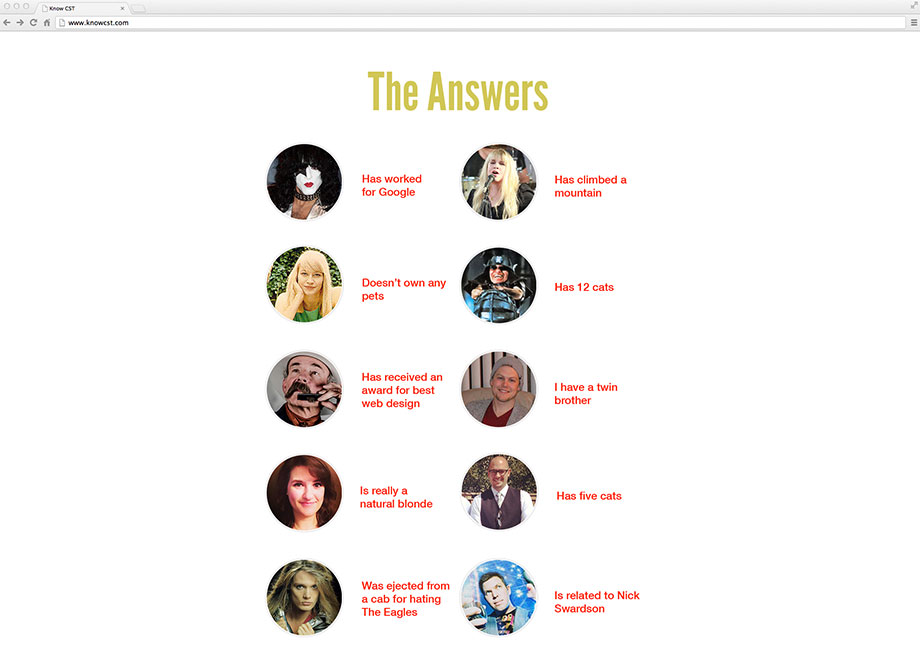 Know CST
www.knowcst.com
The Answers
Has worked
for Google
Has climbed a
mountain
Doesn't own any
pets
Has 12 cats
Has received an
award for best
web design
I have a twin
brother
Is really a
natural blonde
Has five cats
Was ejected from
a cab for hating
The Eagles
Is related to Nick
Swardson